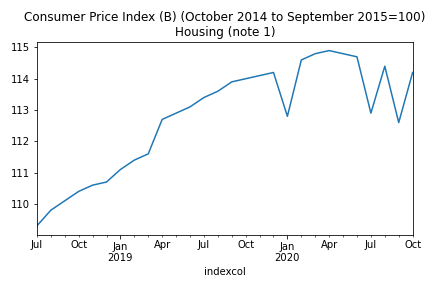 Consumer Price Index (B) (October 2014 to September 2015=100)
Housing (note 1)
115
114
113
112
111
110
Jul Oct Jan Apr Jul Oct Jan Apr Jul Oct
2019 2020
indexcol